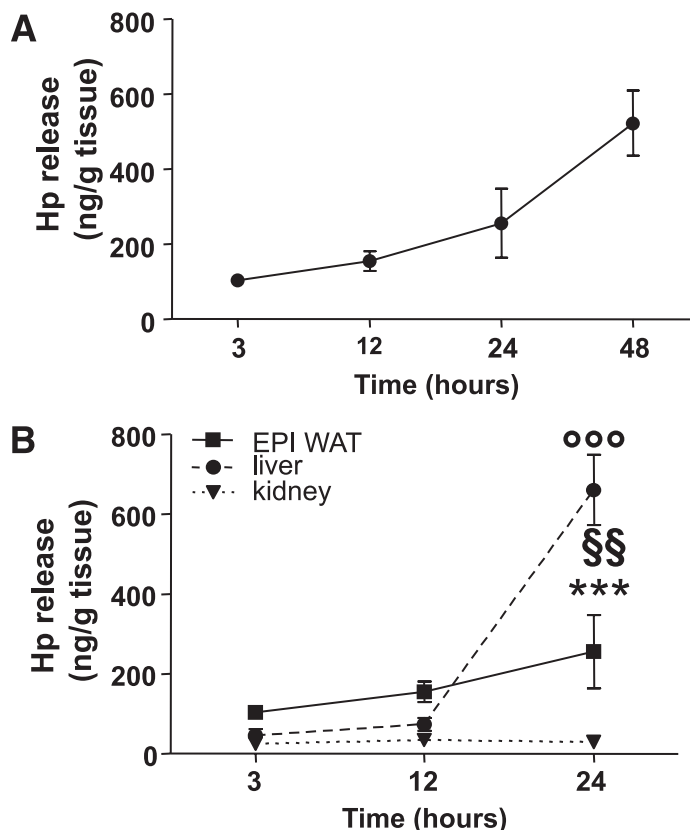 A
Hp release
(ng/g tissue)
800
600
400
200
0
3 12 24 48
Time (hours)
B
Hp release
(ng/g tissue)
800
600
400
200
0
EPI WAT
liver
kidney
°°°
§§
***
3 12 24
Time (hours)